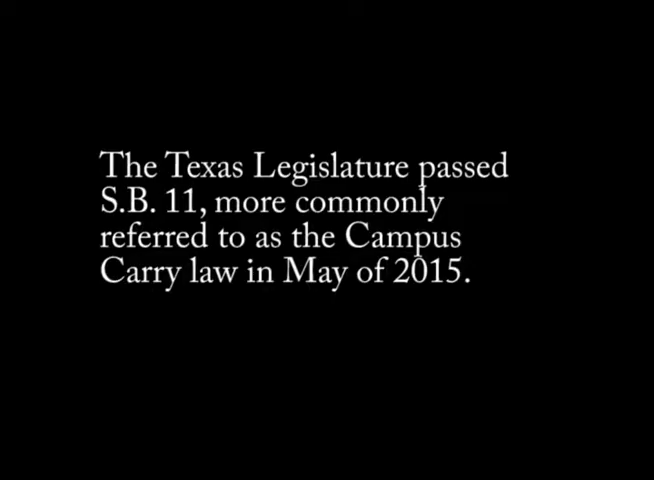 The Texas Legislature passed
S.B. 11, more commonly
referred to as the Campus
Carry law in May of 2015.